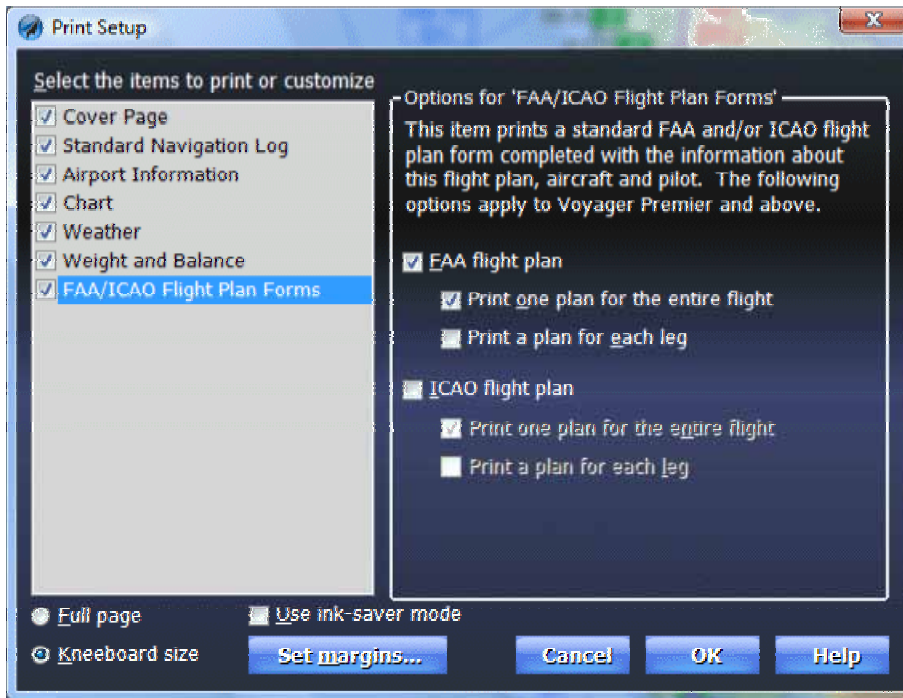 Print Setup
Select the items to print or customize
Cover Page
Standard Navigation Log
Airport Information
Chart
Weather
Weight and Balance
FAA/ICAO Flight Plan Forms
Options for 'FAA/ICAO Flight Plan Forms'
This item prints a standard FAA and/or ICAO flight
plan form completed with the information about
this flight plan, aircraft and pilot. The following
options apply to Voyager Premier and above.
FAA flight plan
Print one plan for the entire flight
Print a plan for each leg
ICAO flight plan
Print one plan for the entire flight
Print a plan for each leg
Full page
Use ink-saver mode
Kneeboard size
Set margins...
Cancel
OK
Help